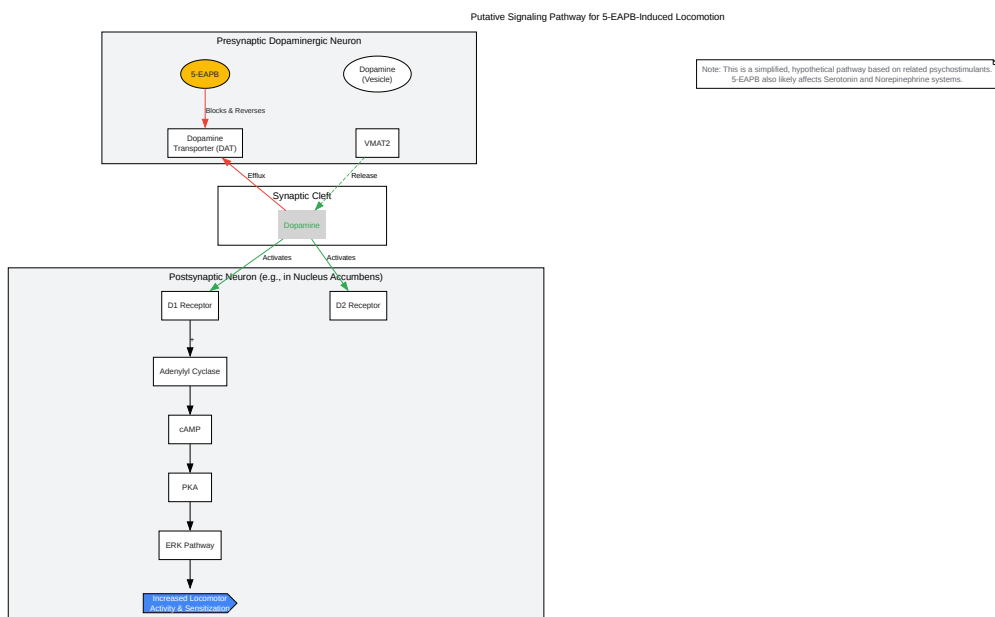 Putative Signaling Pathway for 5-EAPB-Induced Locomotion
Presynaptic Dopaminergic Neuron
Note: This is a simplified, hypothetical pathway based on related psychostimulants.
5-EAPB also likely affects Serotonin and Norepinephrine systems.
5-EAPB
Dopamine
(Vesicle)
Blocks & Reverses
Dopamine
Transporter (DAT)
VMAT2
Efflux
Release
Synaptic Cleft
Dopamine
Activates
Activates
Postsynaptic Neuron (e.g., in Nucleus Accumbens)
D1 Receptor
D2 Receptor
+
Adenylyl Cyclase
cAMP
PKA
ERK Pathway
Increased Locomotor
Activity & Sensitization